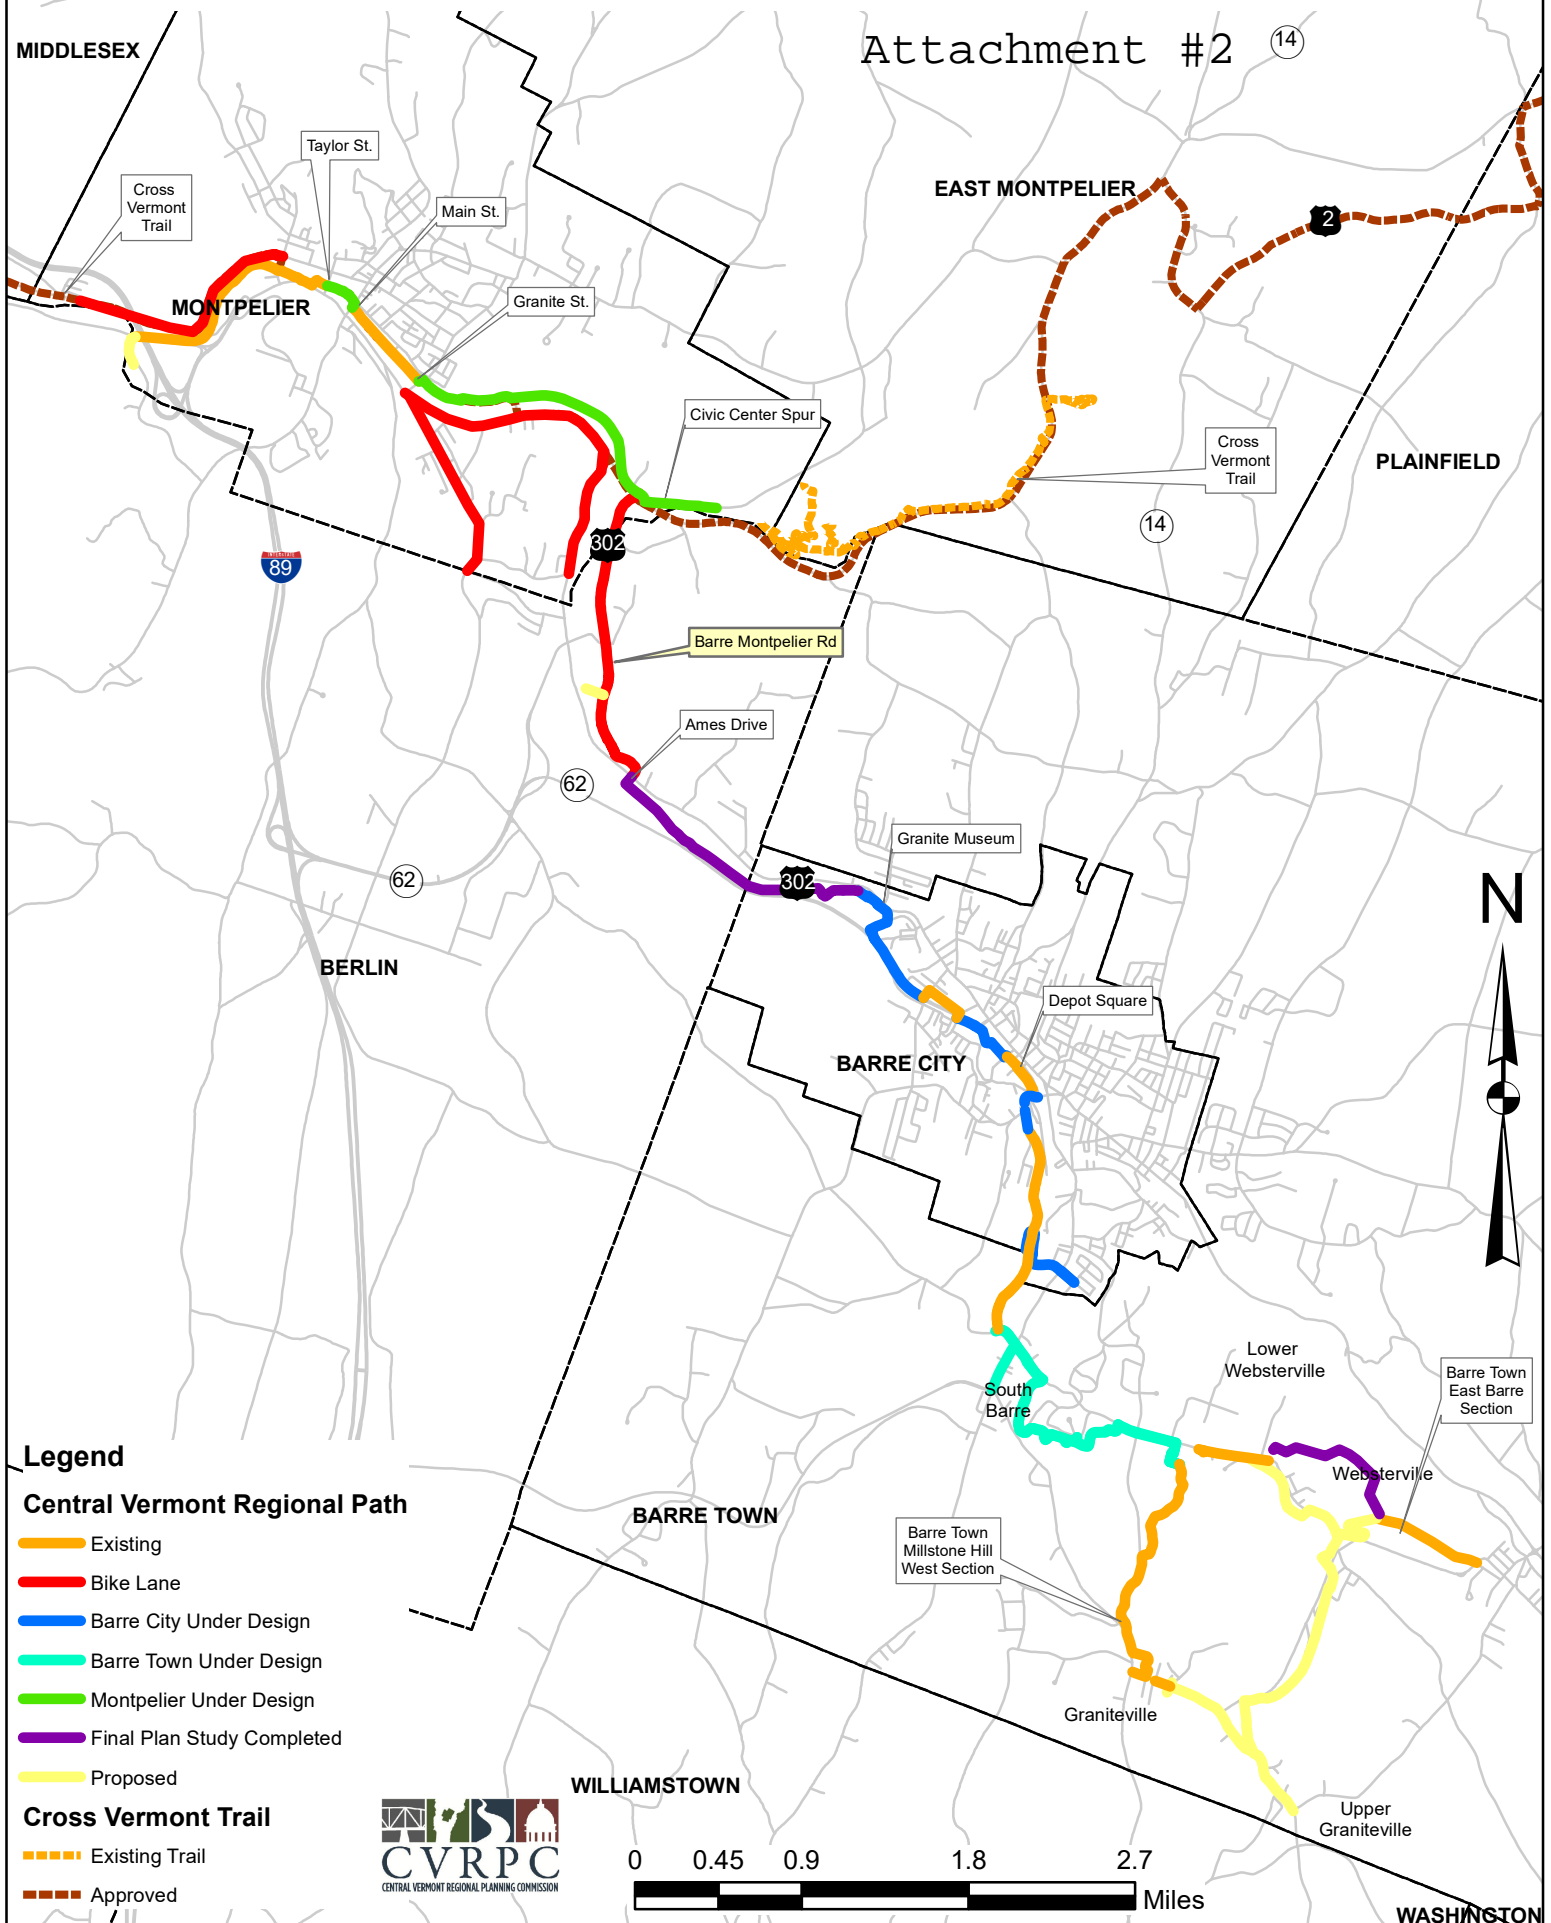 Attachment #2
14
MIDDLESEX
Taylor St.
Cross
Vermont
Trail
Main St.
EAST MONTPELIER
2
MONTPELIER
Granite St.
Civic Center Spur
Cross
Vermont
Trail
PLAINFIELD
14
302
89
Barre Montpelier Rd
Ames Drive
62
Granite Museum
62
302
N
BERLIN
Depot Square
BARRE CITY
Lower
Websterville
Barre Town
East Barre
Section
South
Barre
Websterville
BARRE TOWN
Barre Town
Millstone Hill
West Section
Graniteville
WILLIAMSTOWN
Upper
Graniteville
WASHINGTON
Legend
Central Vermont Regional Path
Existing
Bike Lane
Barre City Under Design
Barre Town Under Design
Montpelier Under Design
Final Plan Study Completed
Proposed
Cross Vermont Trail
Existing Trail
Approved
CVRPC
CENTRAL VERMONT REGIONAL PLANNING COMMISSION
0 0.45 0.9 1.8 2.7
Miles